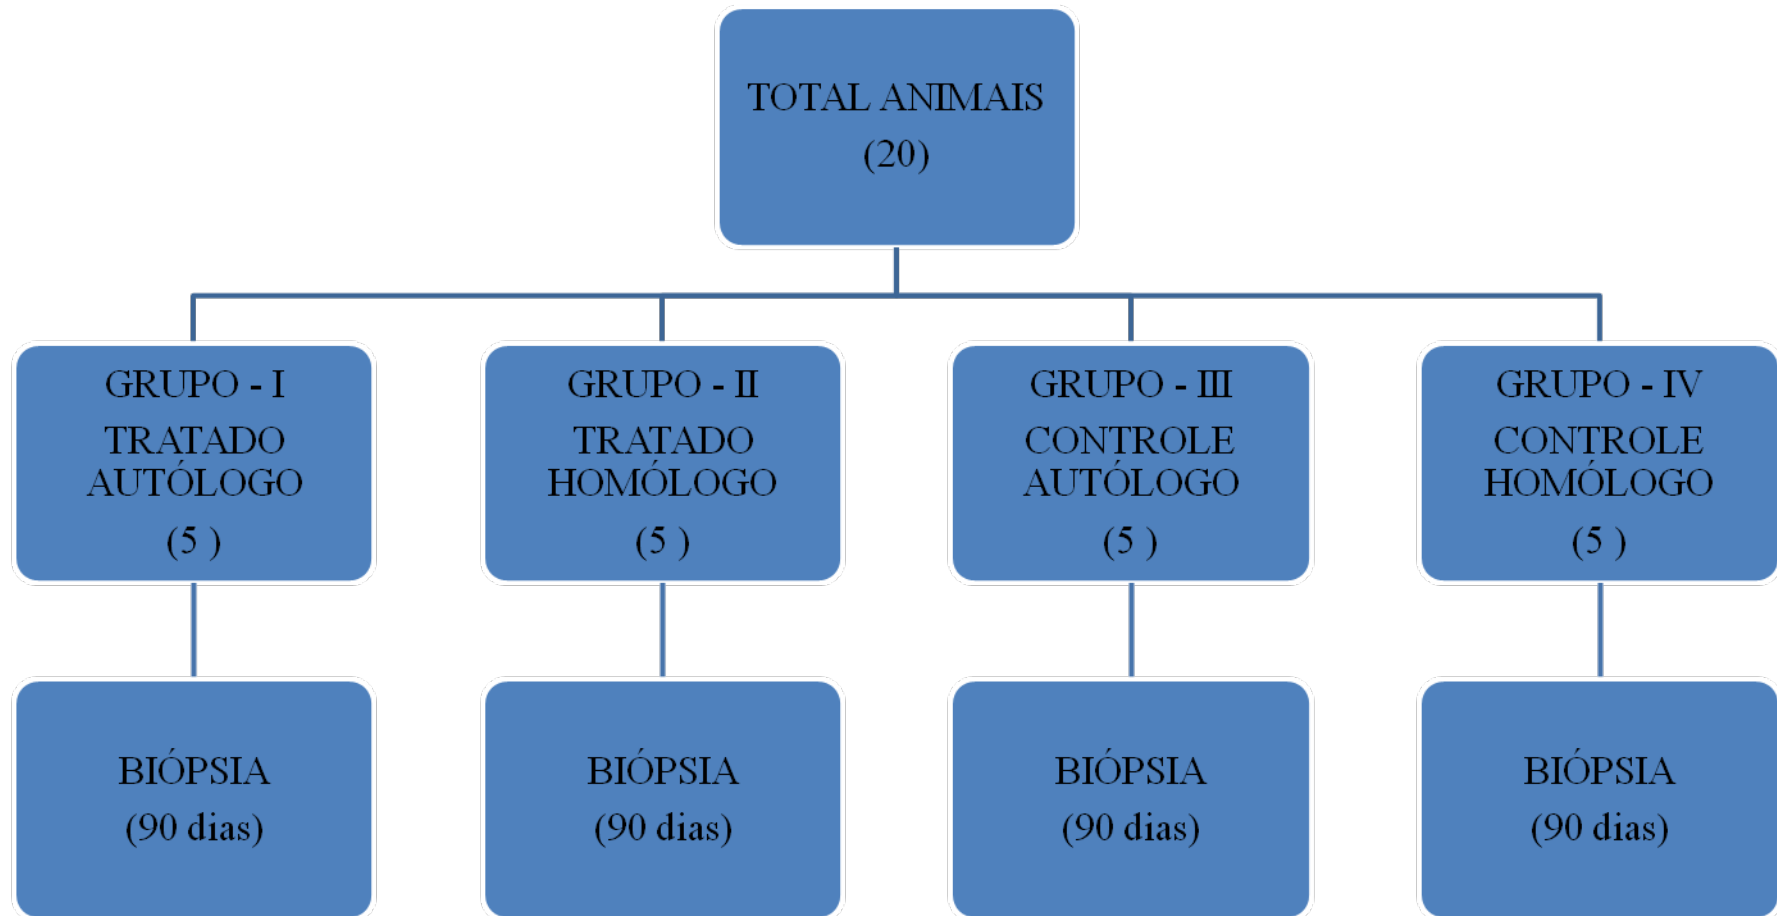 TOTAL ANIMAIS
(20)
GRUPO - I
TRATADO
AUTÓLOGO
(5 )
GRUPO - II
TRATADO
HOMÓLOGO
(5 )
GRUPO - III
CONTROLE
AUTÓLOGO
(5 )
GRUPO - IV
CONTROLE
HOMÓLOGO
(5 )
BIÓPSIA
(90 dias)
BIÓPSIA
(90 dias)
BIÓPSIA
(90 dias)
BIÓPSIA
(90 dias)